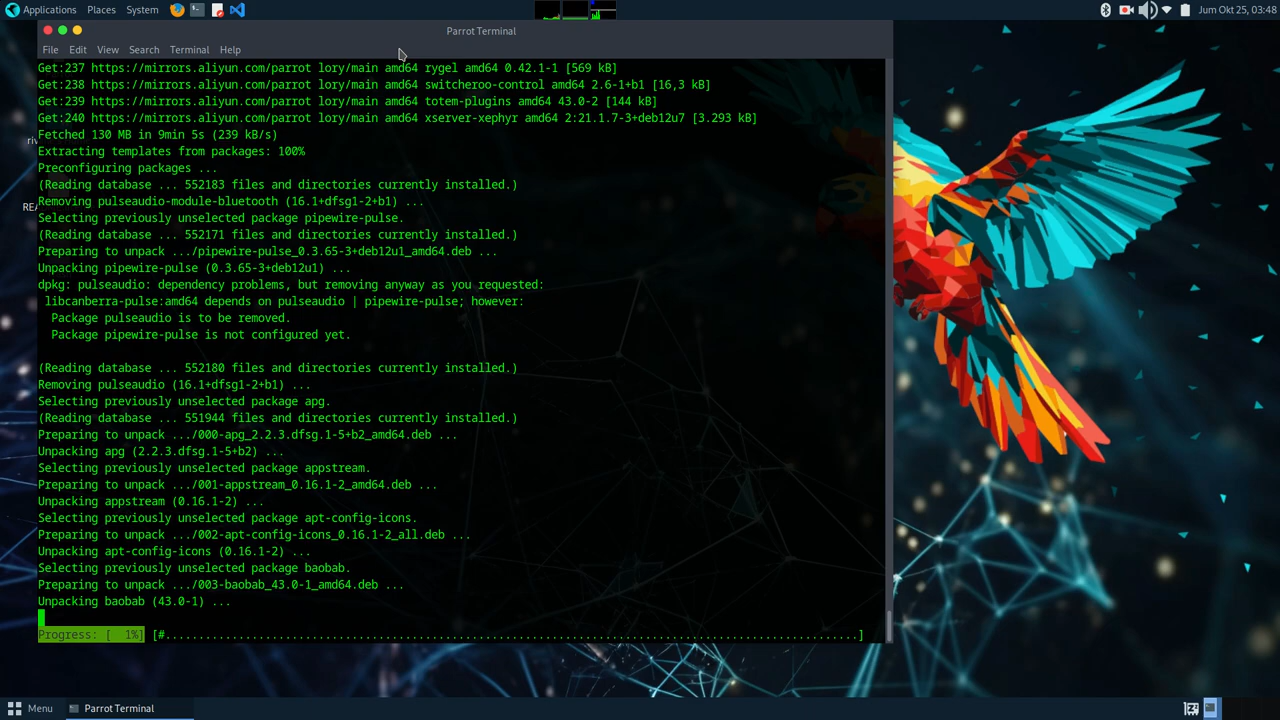 Applications Places System
Jum Okt 25, 03:48
Parrot Terminal
File Edit View Search Terminal Help
Get:237 https://mirrors.aliyun.com/parrot lory/main amd64 rygel amd64 0.42.1-1 [569 kB]
Get:238 https://mirrors.aliyun.com/parrot lory/main amd64 switcheroo-control amd64 2.6-1+b1 [16,3 kB]
Get:239 https://mirrors.aliyun.com/parrot lory/main amd64 totem-plugins amd64 43.0-2 [144 kB]
Get:240 https://mirrors.aliyun.com/parrot lory/main amd64 xserver-xephyr amd64 2:21.1.7-3+deb12u7 [3.293 kB]
Fetched 130 MB in 9min 5s (239 kB/s)
Extracting templates from packages: 100%
Preconfiguring packages ...
(Reading database ... 552183 files and directories currently installed.)
Removing pulseaudio-module-bluetooth (16.1+dfsg1-2+b1) ...
Selecting previously unselected package pipewire-pulse.
(Reading database ... 552171 files and directories currently installed.)
Preparing to unpack .../pipewire-pulse_0.3.65-3+deb12u1_amd64.deb ...
Unpacking pipewire-pulse (0.3.65-3+deb12u1) ...
dpkg: pulseaudio: dependency problems, but removing anyway as you requested:
libcanberra-pulse:amd64 depends on pulseaudio | pipewire-pulse; however:
Package pulseaudio is to be removed.
Package pipewire-pulse is not configured yet.
(Reading database ... 552180 files and directories currently installed.)
Removing pulseaudio (16.1+dfsg1-2+b1) ...
Selecting previously unselected package apg.
(Reading database ... 551944 files and directories currently installed.)
Preparing to unpack .../000-apg_2.2.3.dfsg.1-5+b2_amd64.deb ...
Unpacking apg (2.2.3.dfsg.1-5+b2) ...
Selecting previously unselected package appstream.
Preparing to unpack .../001-appstream_0.16.1-2_amd64.deb ...
Unpacking appstream (0.16.1-2) ...
Selecting previously unselected package apt-config-icons.
Preparing to unpack .../002-apt-config-icons_0.16.1-2_all.deb ...
Unpacking apt-config-icons (0.16.1-2) ...
Selecting previously unselected package baobab.
Preparing to unpack .../003-baobab_43.0-1_amd64.deb ...
Unpacking baobab (43.0-1) ...
Progress: [  1%] [#........................................................................................................]
Menu Parrot Terminal